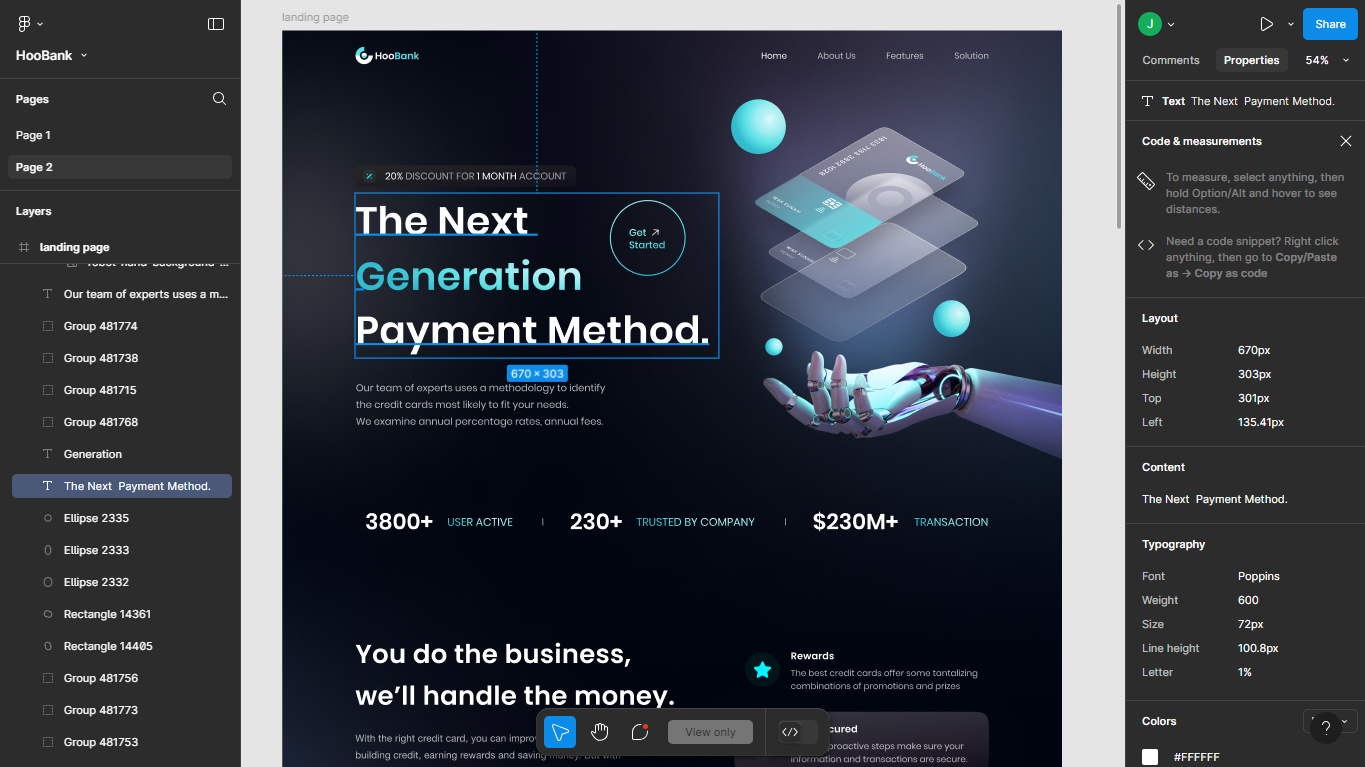 HooBank
Pages
Page 1
Page 2
Layers
landing page
Our team of experts uses a m...
Group 481774
Group 481738
Group 481715
Group 481768
Generation
The Next Payment Method.
Ellipse 2335
Ellipse 2333
Ellipse 2332
Rectangle 14361
Rectangle 14405
Group 481756
Group 481773
Group 481753
landing page
HooBank
Home About Us Features Solution
20% DISCOUNT FOR 1 MONTH ACCOUNT
The Next
Generation
Payment Method.
Get
Started
670 × 303
Our team of experts uses a methodology to identify
the credit cards most likely to fit your needs.
We examine annual percentage rates, annual fees.
HooBank
3800+ USER ACTIVE | 230+ TRUSTED BY COMPANY | $230M+ TRANSACTION
You do the business,
we'll handle the money.
With the right credit card, you can improv
building credit, earning rewards and saving money. But with
Rewards
The best credit cards offer some tantalizing
combinations of promotions and prizes
cured
proactive steps make sure your
information and transactions are secure.
View only
J
Share
Comments Properties 54%
Text The Next Payment Method.
Code & measurements
To measure, select anything, then
hold Option/Alt and hover to see
distances.
Need a code snippet? Right click
anything, then go to Copy/Paste
as → Copy as code
Layout
Width 670px
Height 303px
Top 301px
Left 135.41px
Content
The Next Payment Method.
Typography
Font Poppins
Weight 600
Size 72px
Line height 100.8px
Letter 1%
Colors
?
#FFFFFF